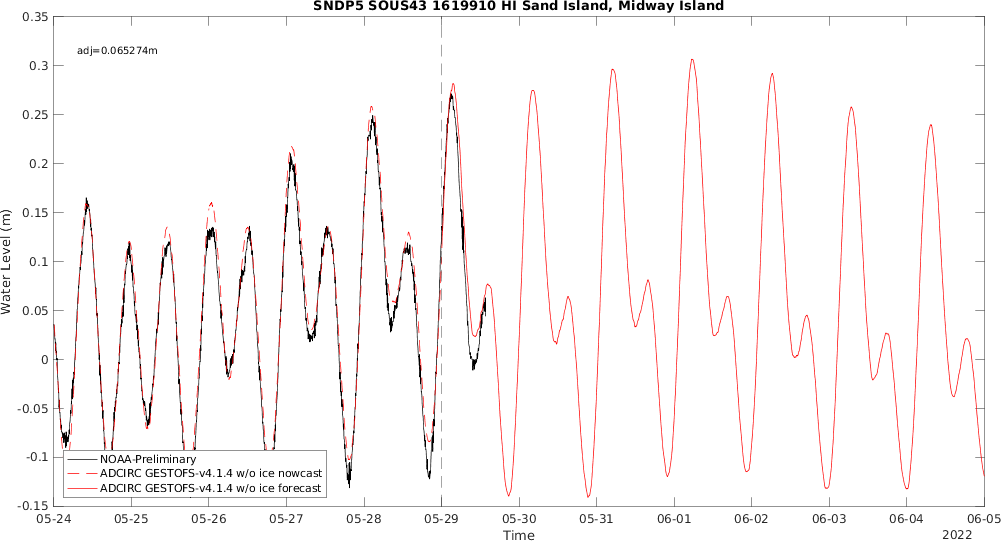 SNDP5 SOUS43 1619910 HI Sand Island, Midway Island
adj=0.065274m
0.35
0.3
0.25
0.2
0.15
0.1
0.05
0
-0.05
-0.1
-0.15
Water Level (m)
NOAA-Preliminary
ADCIRC GESTOFS-v4.1.4 w/o ice nowcast
ADCIRC GESTOFS-v4.1.4 w/o ice forecast
05-24 05-25 05-26 05-27 05-28 05-29 05-30 05-31 06-01 06-02 06-03 06-04 06-05
Time
2022